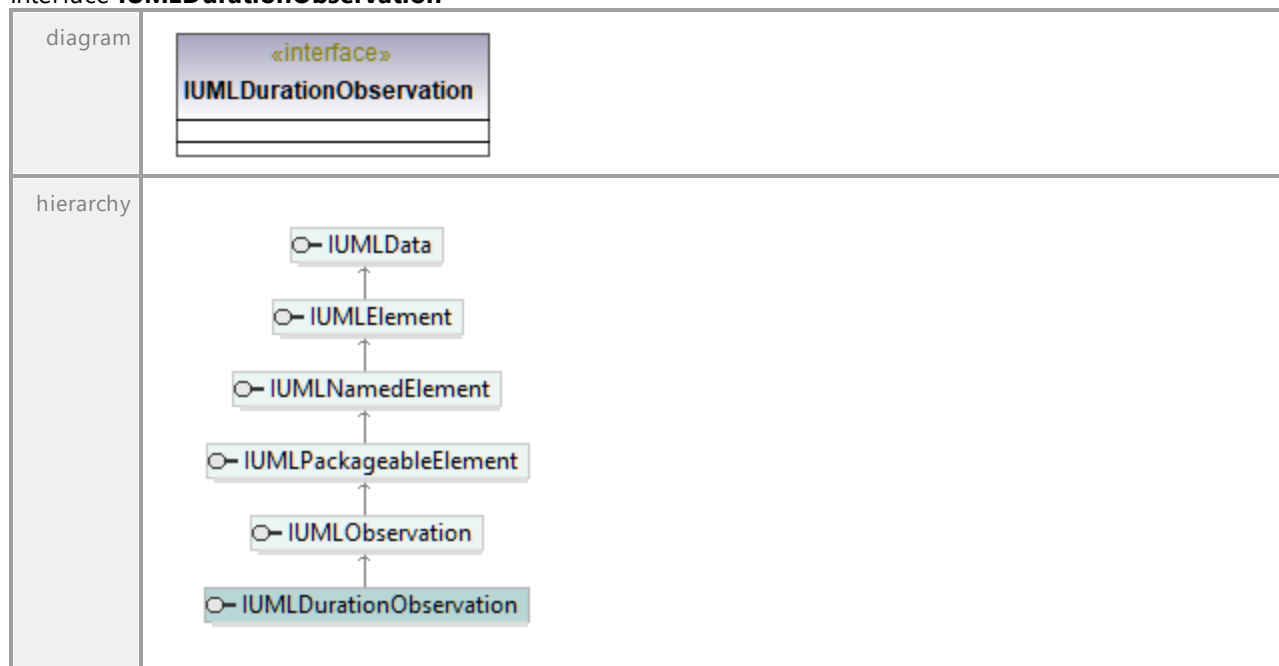 interface IUMLDurationObservation
diagram
«interface»
IUMLDurationObservation
hierarchy
IUMLData
IUMLElement
IUMLNamedElement
IUMLPackageableElement
IUMLObservation
IUMLDurationObservation